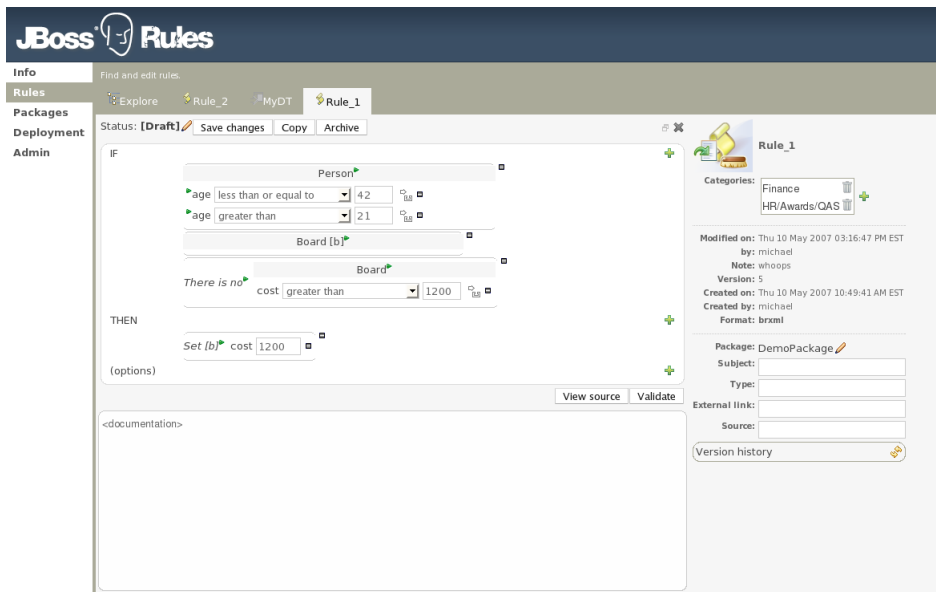 JBoss Rules
Info
Rules
Packages
Deployment
Admin
Find and edit rules.
Explore
Rule_2
MyDT
Rule_1
Status: [Draft] Save changes Copy Archive
IF
Person
age less than or equal to 42
age greater than 21
Board [b]
There is no
Board
cost greater than 1200
THEN
Set [b] cost 1200
(options)
View source Validate
<documentation>
Rule_1
Categories:
Finance
HR/Awards/QAS
Modified on: Thu 10 May 2007 03:16:47 PM EST
by: michael
Note: whoops
Version: 5
Created on: Thu 10 May 2007 10:49:41 AM EST
Created by: michael
Format: brxml
Package: DemoPackage
Subject:
Type:
External link:
Source:
Version history